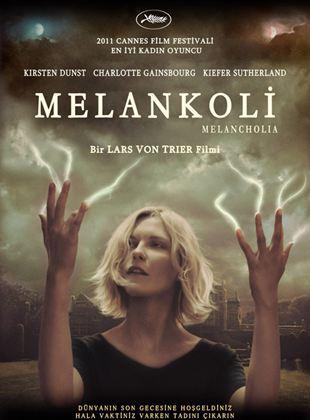 2011 CANNES FILM FESTİVALİ
EN İYİ KADIN OYUNCU
KIRSTEN DUNST CHARLOTTE GAINSBOURG KIEFER SUTHERLAND
MELANKOLİ
MELANCHOLIA
Bir LARS VON TRIER Filmi
DÜNYANIN SON GECESİNE HOŞGELDİNİZ
HALA VAKTİNİZ VARKEN TADINI ÇIKARIN